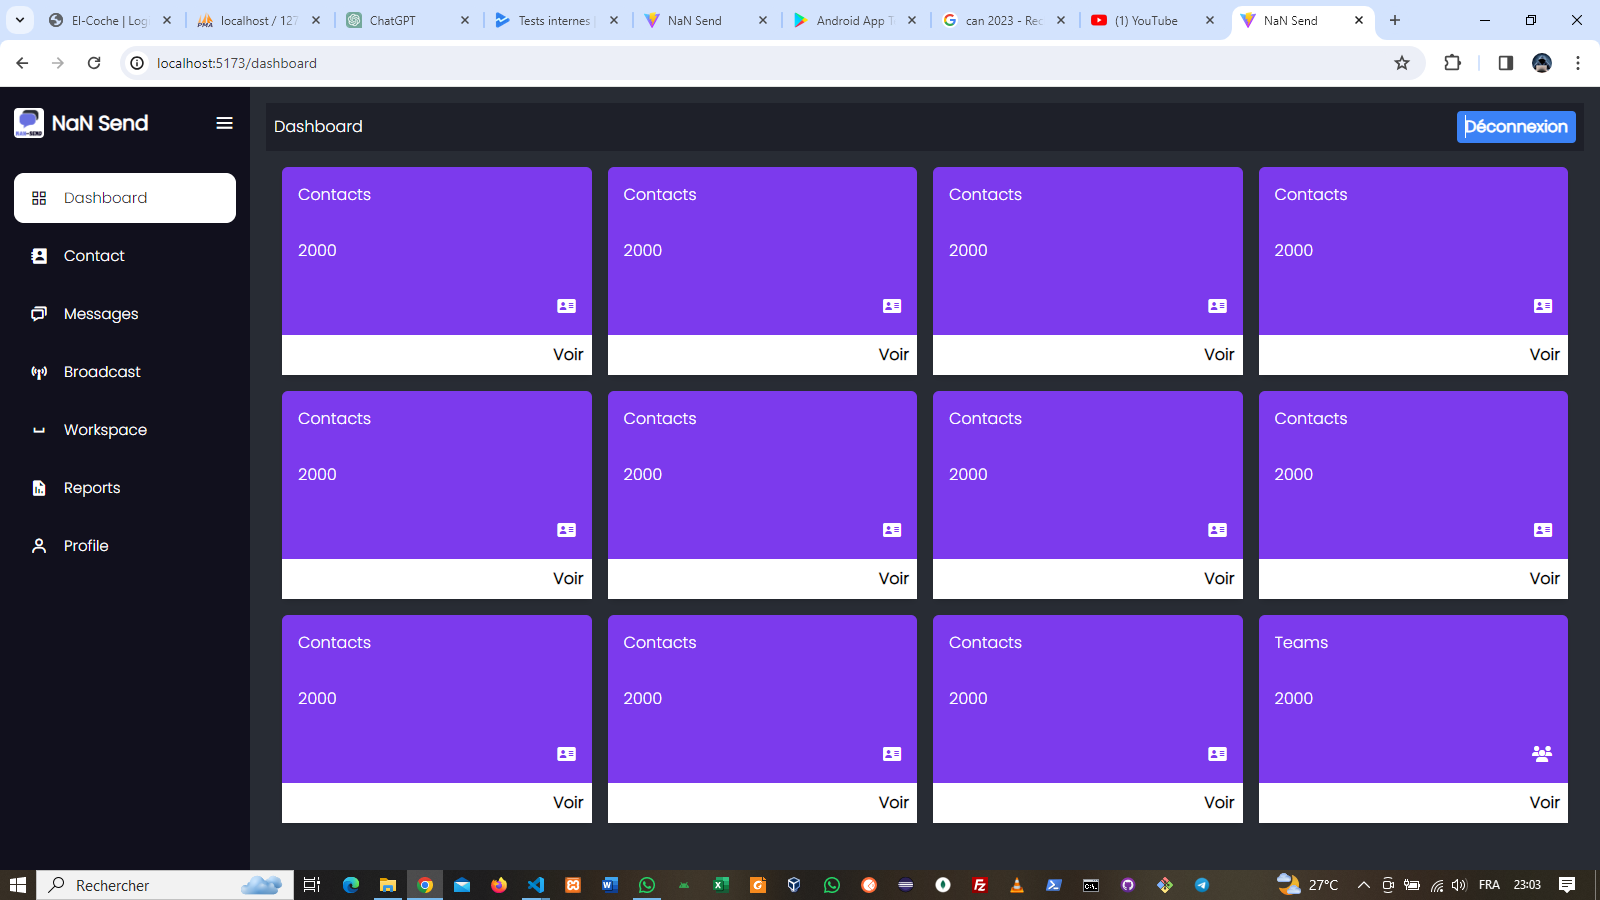 El-Coche | Log
localhost / 127
ChatGPT
Tests internes
NaN Send
Android App T
can 2023 - Rec
(1) YouTube
NaN Send
localhost:5173/dashboard
NaN Send
Dashboard
Déconnexion
Dashboard
Contact
Messages
Broadcast
Workspace
Reports
Profile
Contacts Contacts Contacts Contacts
2000 2000 2000 2000
Voir Voir Voir Voir
Contacts Contacts Contacts Contacts
2000 2000 2000 2000
Voir Voir Voir Voir
Contacts Contacts Contacts Teams
2000 2000 2000 2000
Voir Voir Voir Voir
Rechercher
27°C
FRA
23:03